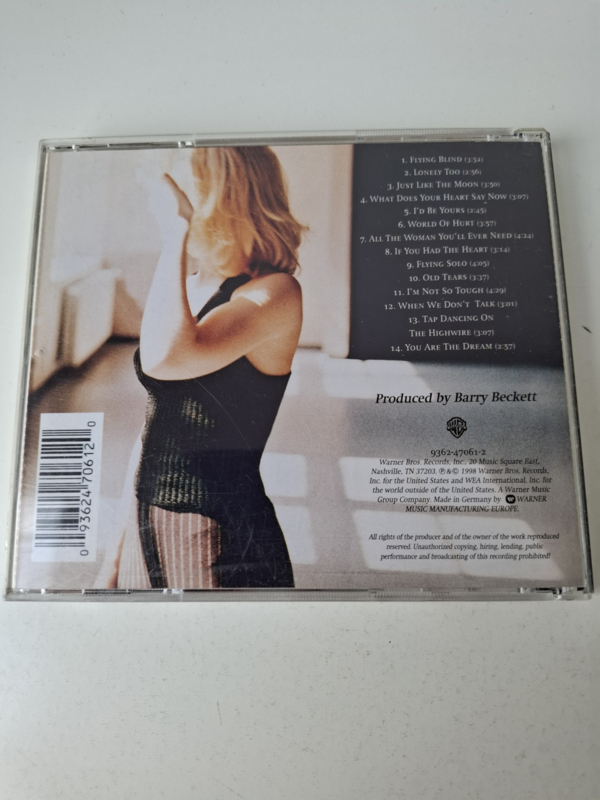 1. Flying Blind (3:52)
2. Lonely Too (2:56)
3. Just Like The Moon (3:50)
4. What Does Your Heart Say Now (3:07)
5. I'd Be Yours (2:45)
6. World Of Hurt (3:57)
7. All The Woman You'll Ever Need (4:24)
8. If You Had The Heart (3:14)
9. Flying Solo (4:05)
10. Old Tears (3:37)
11. I'm Not So Tough (4:29)
12. When We Don't Talk (3:01)
13. Tap Dancing On
The Highwire (3:07)
14. You Are The Dream (2:57)
Produced by Barry Beckett
9362-47061-2
Warner Bros. Records, Inc., 20 Music Square East,
Nashville, TN 37203. ℗&© 1998 Warner Bros. Records,
Inc. for the United States and WEA International, Inc. for
the world outside of the United States. A Warner Music
Group Company. Made in Germany by WARNER
MUSIC MANUFACTURING EUROPE.
All rights of the producer and of the owner of the work reproduced
reserved. Unauthorized copying, hiring, lending, public
performance and broadcasting of this recording prohibited!
0 93624 70612 0